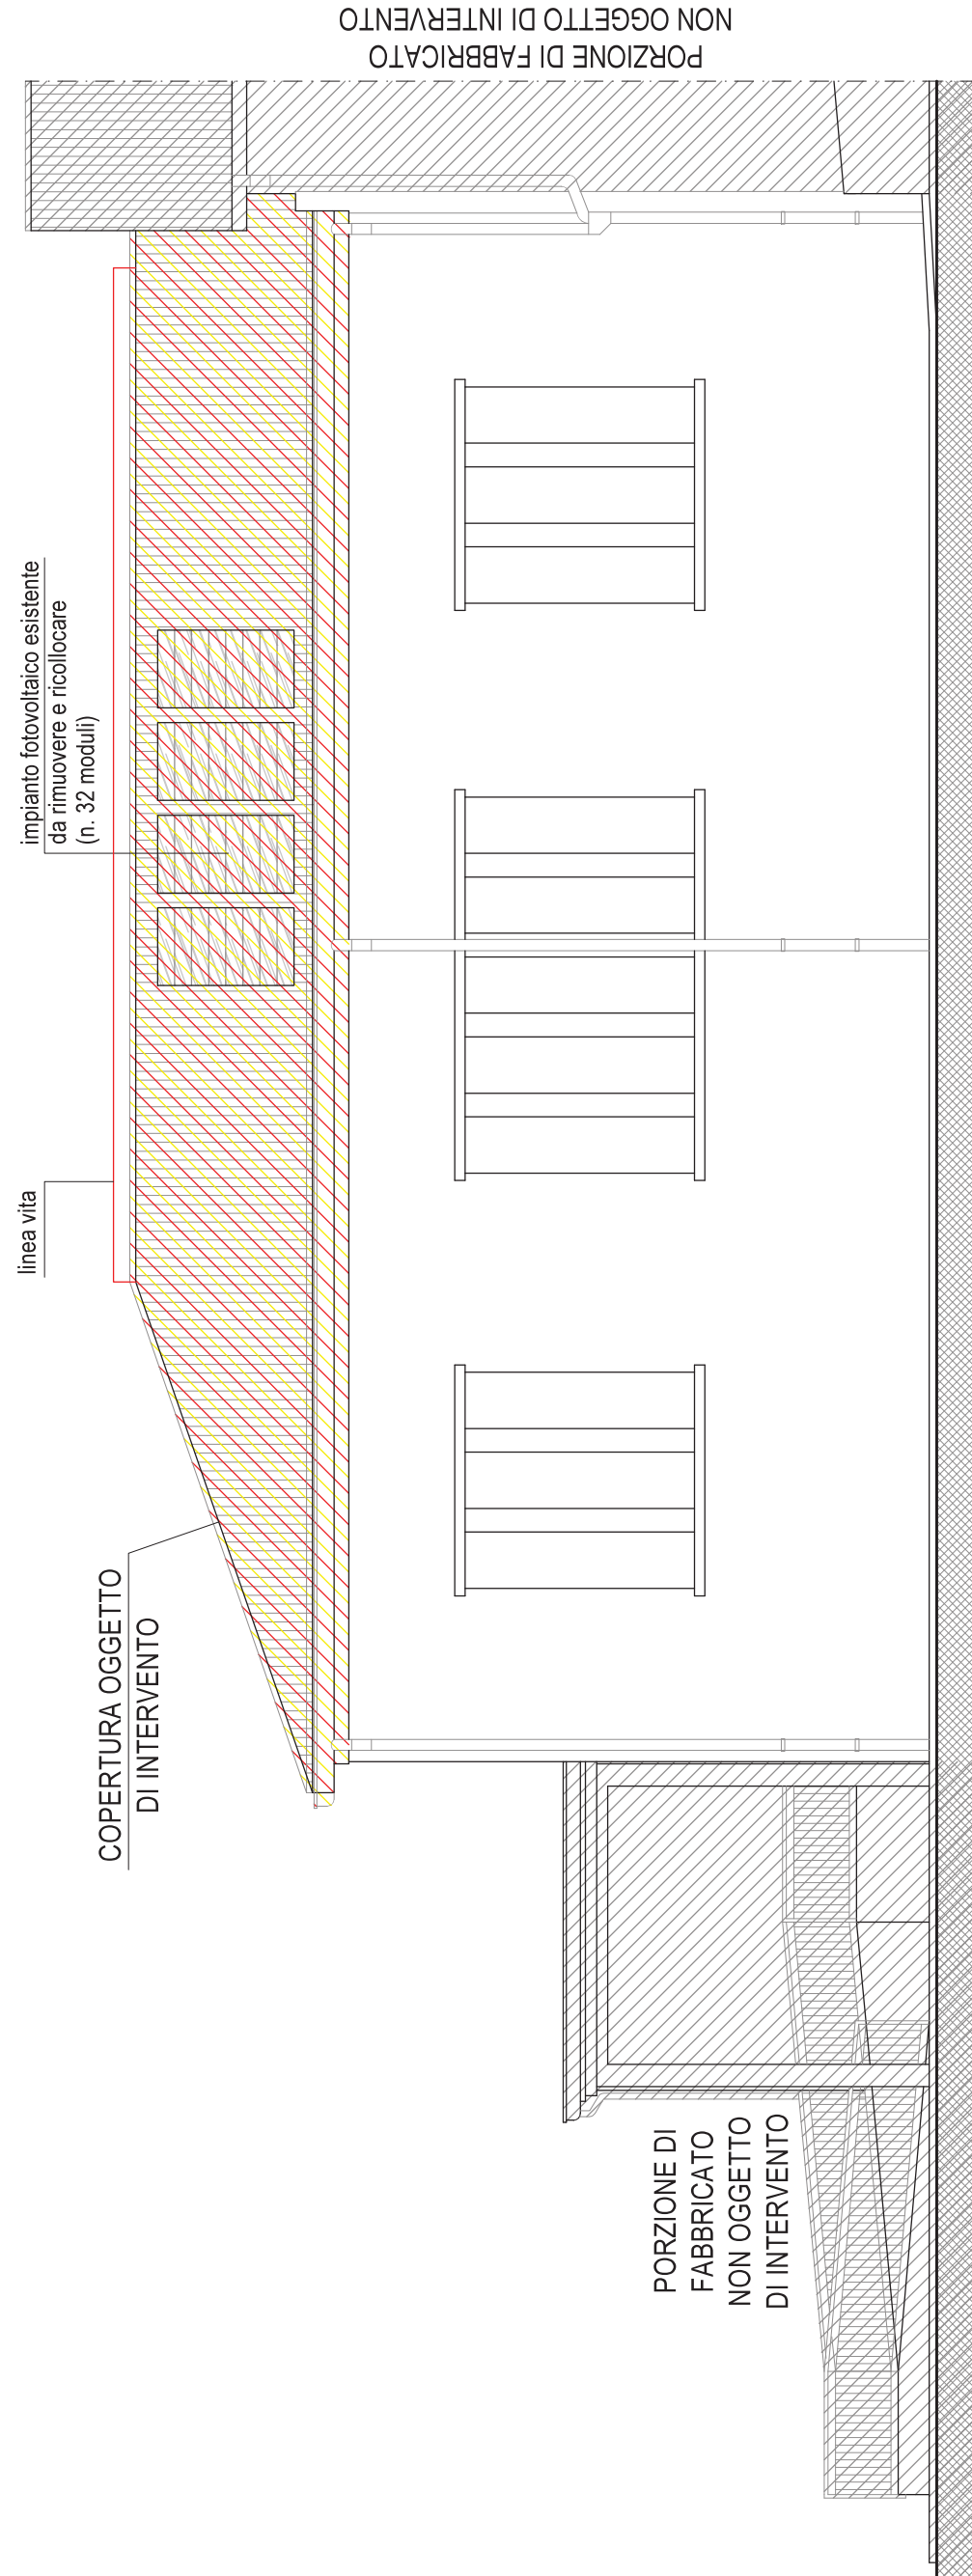 COPERTURA OGGETTO
DI INTERVENTO
linea vita
impianto fotovoltaico esistente
da rimuovere e ricollocare
(n. 32 moduli)
PORZIONE DI FABBRICATO
NON OGGETTO DI INTERVENTO
PORZIONE DI
FABBRICATO
NON OGGETTO
DI INTERVENTO